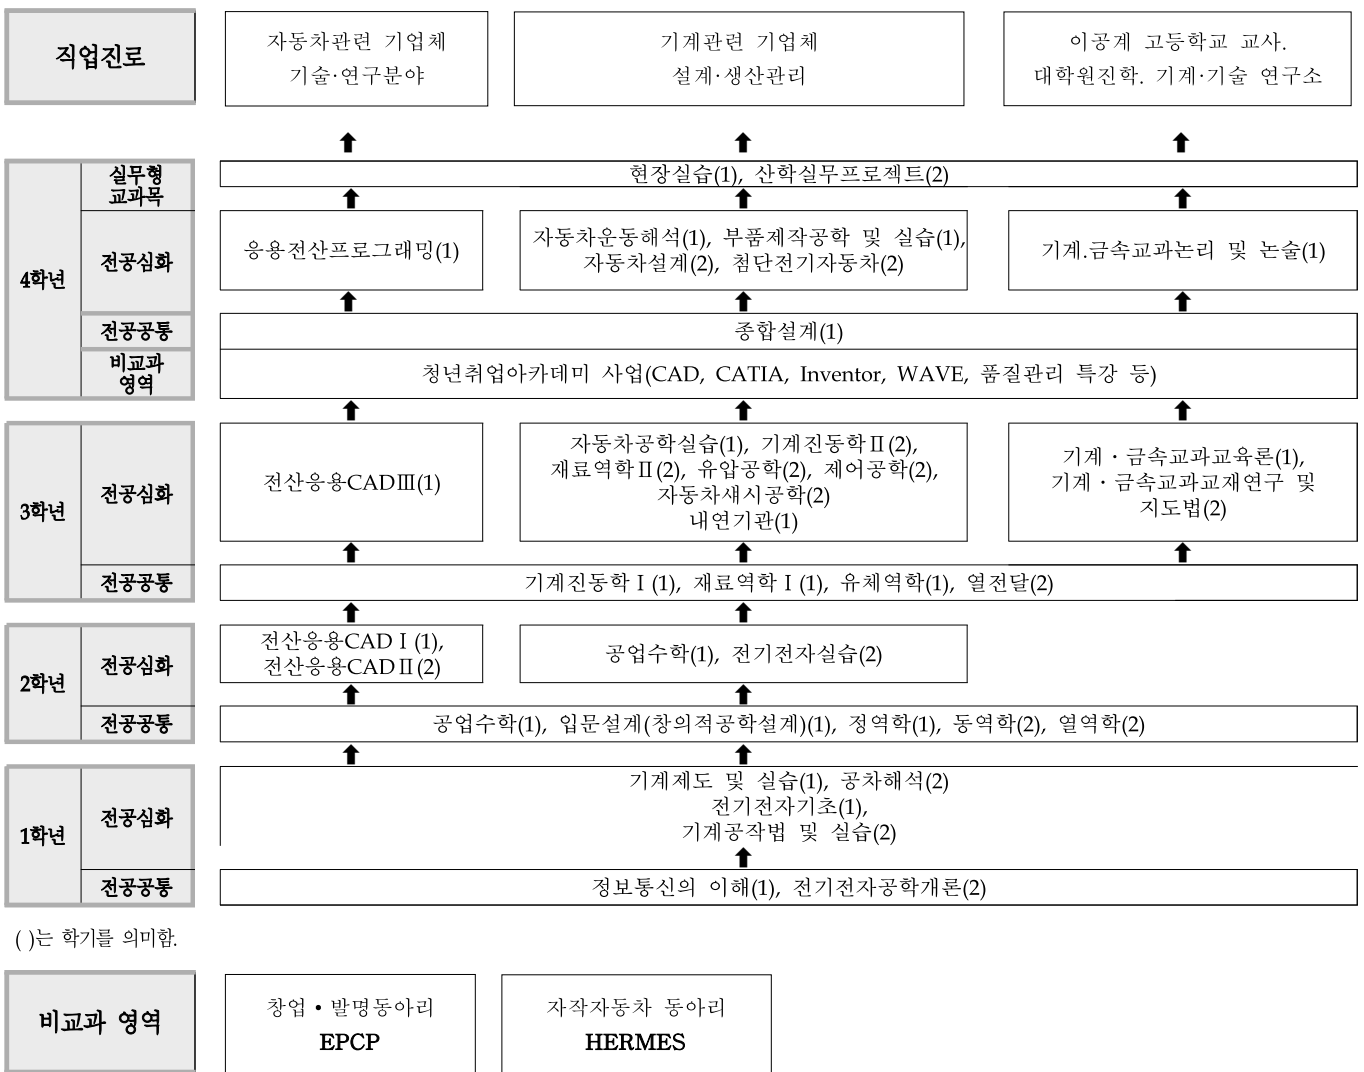 직업진로
자동차관련 기업체
기술·연구분야
기계관련 기업체
설계·생산관리
이공계 고등학교 교사.
대학원진학. 기계·기술 연구소
4학년
실무형
교과목
현장실습(1), 산학실무프로젝트(2)
전공심화
응용전산프로그래밍(1)
자동차운동해석(1), 부품제작공학 및 실습(1),
자동차설계(2), 첨단전기자동차(2)
기계.금속교과논리 및 논술(1)
전공공통
종합설계(1)
비교과
영역
청년취업아카데미 사업(CAD, CATIA, Inventor, WAVE, 품질관리 특강 등)
3학년
전공심화
전산응용CADⅢ(1)
자동차공학실습(1), 기계진동학Ⅱ(2),
재료역학Ⅱ(2), 유압공학(2), 제어공학(2),
자동차섀시공학(2)
내연기관(1)
기계·금속교과교육론(1),
기계·금속교과교재연구 및
지도법(2)
전공공통
기계진동학Ⅰ(1), 재료역학Ⅰ(1), 유체역학(1), 열전달(2)
2학년
전공심화
전산응용CADⅠ(1),
전산응용CADⅡ(2)
공업수학(1), 전기전자실습(2)
전공공통
공업수학(1), 입문설계(창의적공학설계)(1), 정역학(1), 동역학(2), 열역학(2)
1학년
전공심화
기계제도 및 실습(1), 공차해석(2)
전기전자기초(1),
기계공작법 및 실습(2)
전공공통
정보통신의 이해(1), 전기전자공학개론(2)
( )는 학기를 의미함.
비교과 영역
창업·발명동아리
EPCP
자작자동차 동아리
HERMES